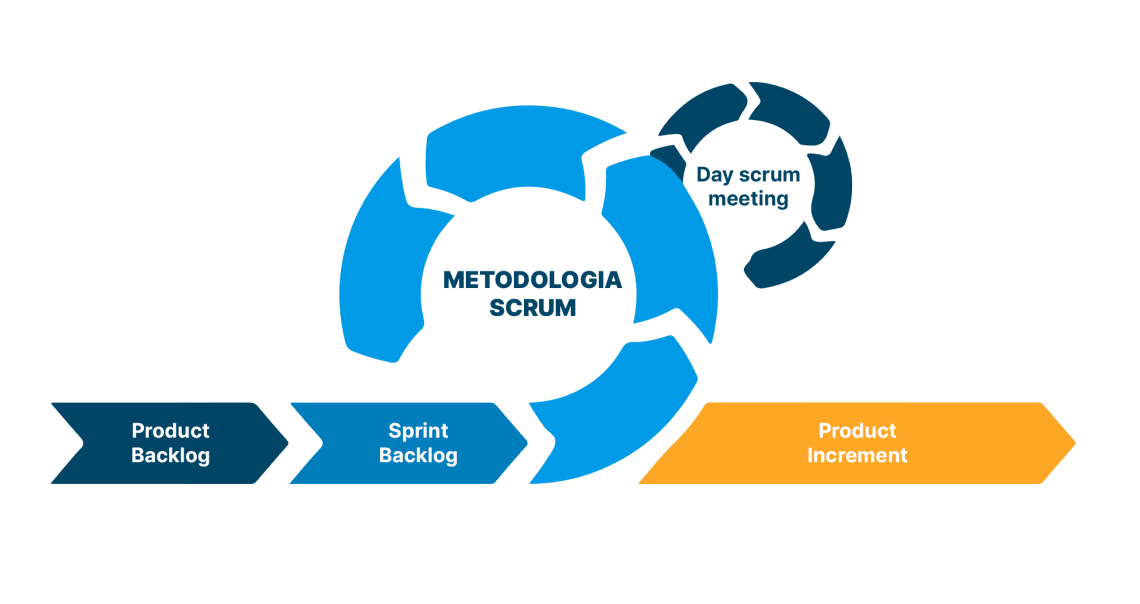 Day scrum
meeting
METODOLOGIA
SCRUM
Product
Backlog
Sprint
Backlog
Product
Increment